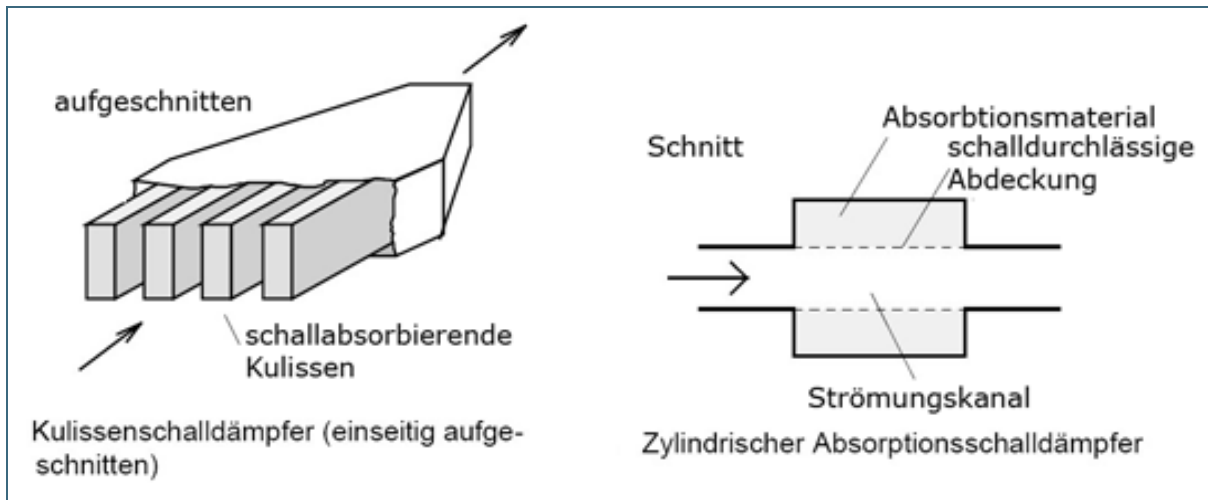 aufgeschnitten
schallabsorbierende
Kulissen
Kulissenschalldämpfer (einseitig aufge-
schnitten)
Schnitt
Absorbtionsmaterial
schalldurchlässige
Abdeckung
Strömungskanal
Zylindrischer Absorptionsschalldämpfer